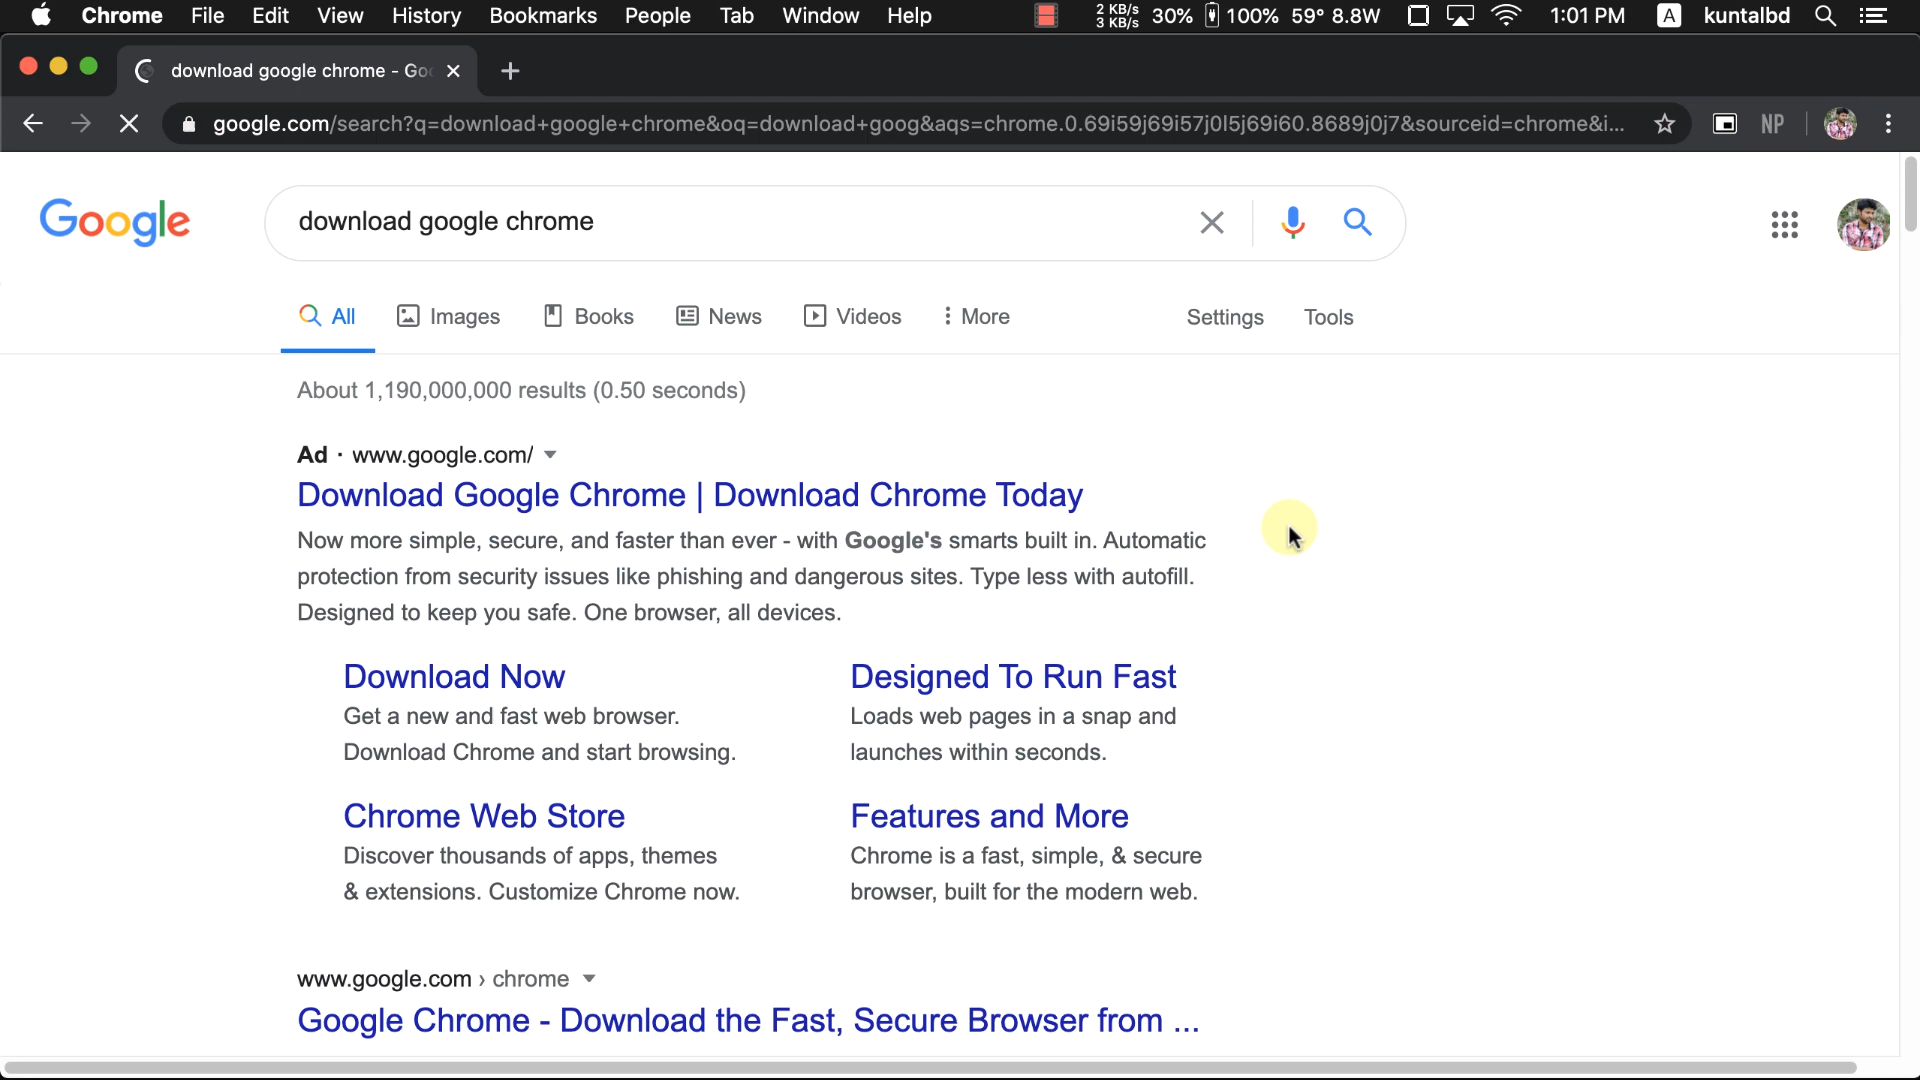 Chrome File Edit View History Bookmarks People Tab Window Help 2 KB/s 3 KB/s 30% 100% 59° 8.8W 1:01 PM A kuntalbd
download google chrome - Goo
google.com/search?q=download+google+chrome&oq=download+goog&aqs=chrome.0.69i59j69i57j0l5j69i60.8689j0j7&sourceid=chrome&i... NP
Google download google chrome
All Images Books News Videos More Settings Tools
About 1,190,000,000 results (0.50 seconds)
Ad · www.google.com/
Download Google Chrome | Download Chrome Today
Now more simple, secure, and faster than ever - with Google's smarts built in. Automatic
protection from security issues like phishing and dangerous sites. Type less with autofill.
Designed to keep you safe. One browser, all devices.
Download Now
Get a new and fast web browser.
Download Chrome and start browsing.
Designed To Run Fast
Loads web pages in a snap and
launches within seconds.
Chrome Web Store
Discover thousands of apps, themes
& extensions. Customize Chrome now.
Features and More
Chrome is a fast, simple, & secure
browser, built for the modern web.
www.google.com › chrome
Google Chrome - Download the Fast, Secure Browser from ...